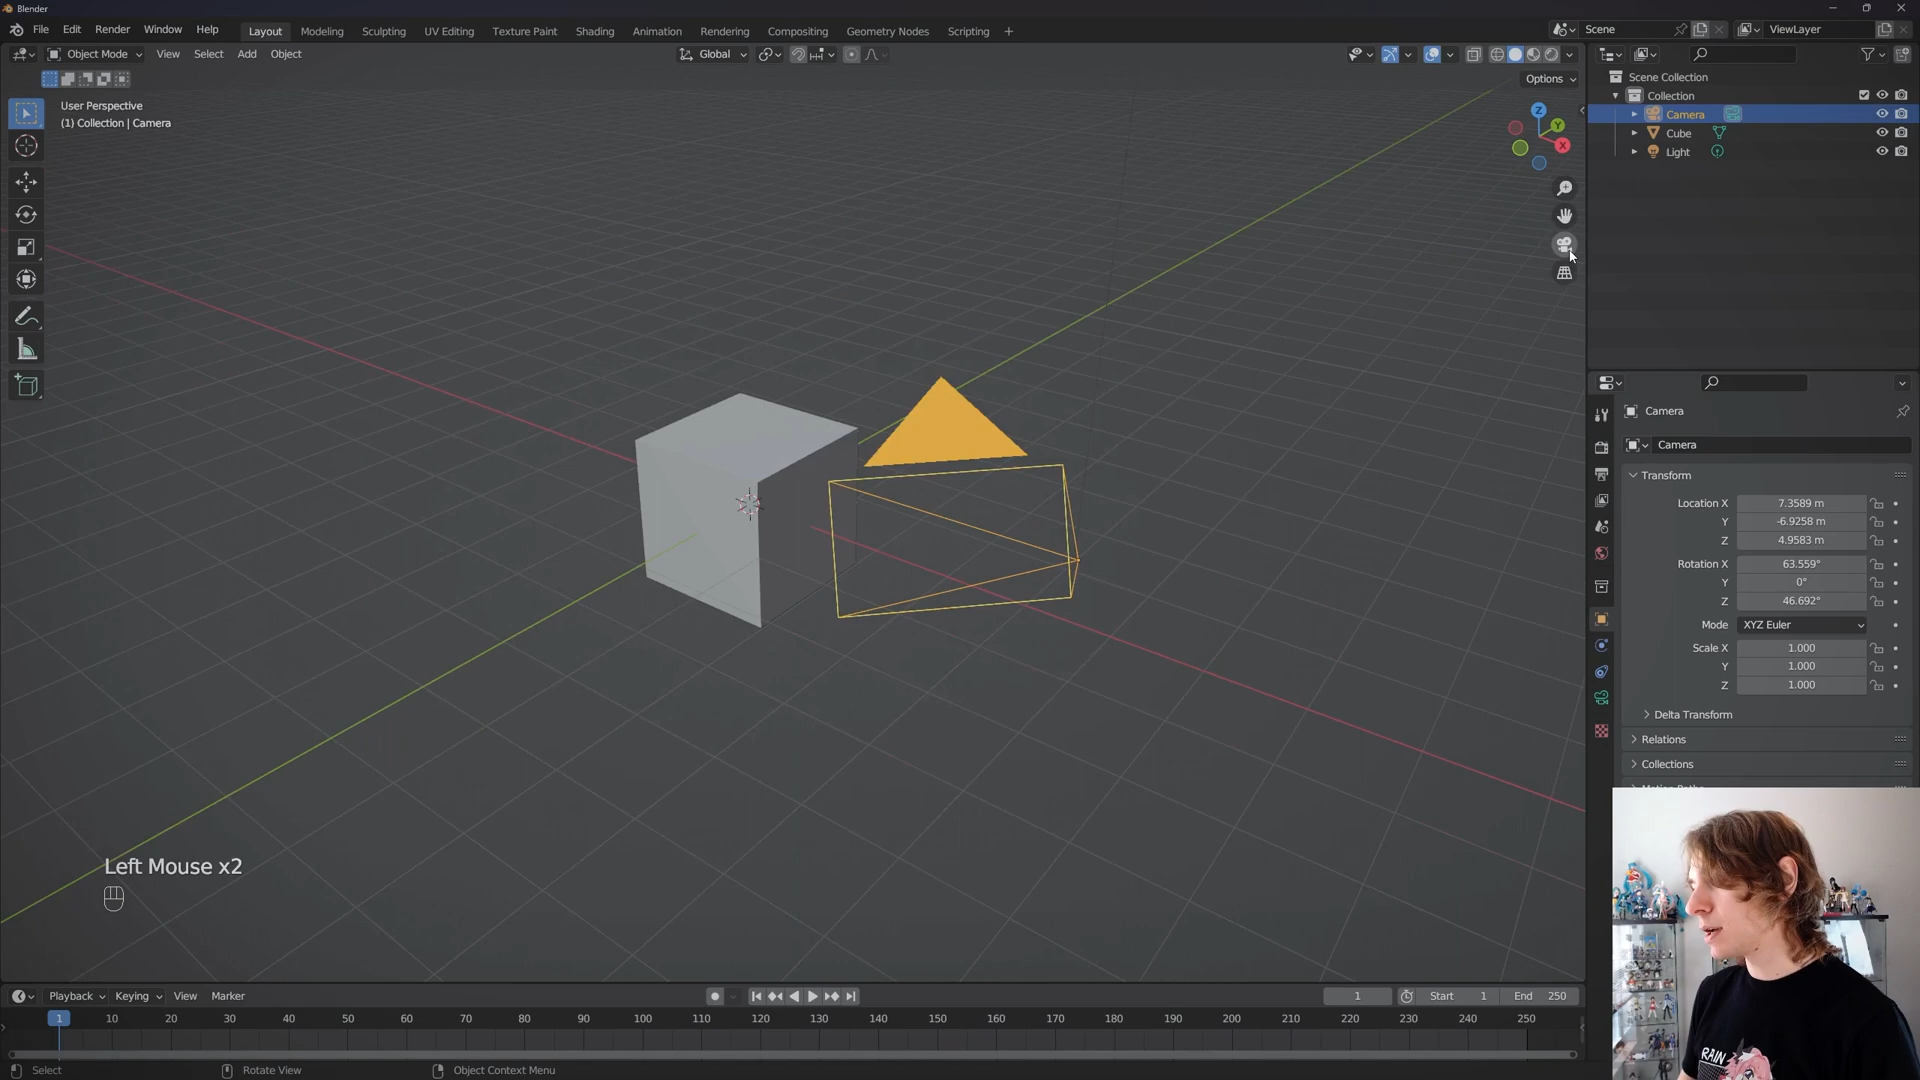 Blender
File Edit Render Window Help Layout Modeling Sculpting UV Editing Texture Paint Shading Animation Rendering Compositing Geometry Nodes Scripting + Scene ViewLayer
Object Mode View Select Add Object Global
Options
User Perspective
(1) Collection | Camera
Z
Y
X
Scene Collection
Collection
Camera
Cube
Light
Camera
Camera
Transform
Location X 7.3589 m
Y -6.9258 m
Z 4.9583 m
Rotation X 63.559°
Y 0°
Z 46.692°
Mode XYZ Euler
Scale X 1.000
Y 1.000
Z 1.000
Delta Transform
Relations
Collections
Left Mouse x2
RAIN
Playback Keying View Marker 1 Start 1 End 250
1 10 20 30 40 50 60 70 80 90 100 110 120 130 140 150 160 170 180 190 200 210 220 230 240 250
Select Rotate View Object Context Menu